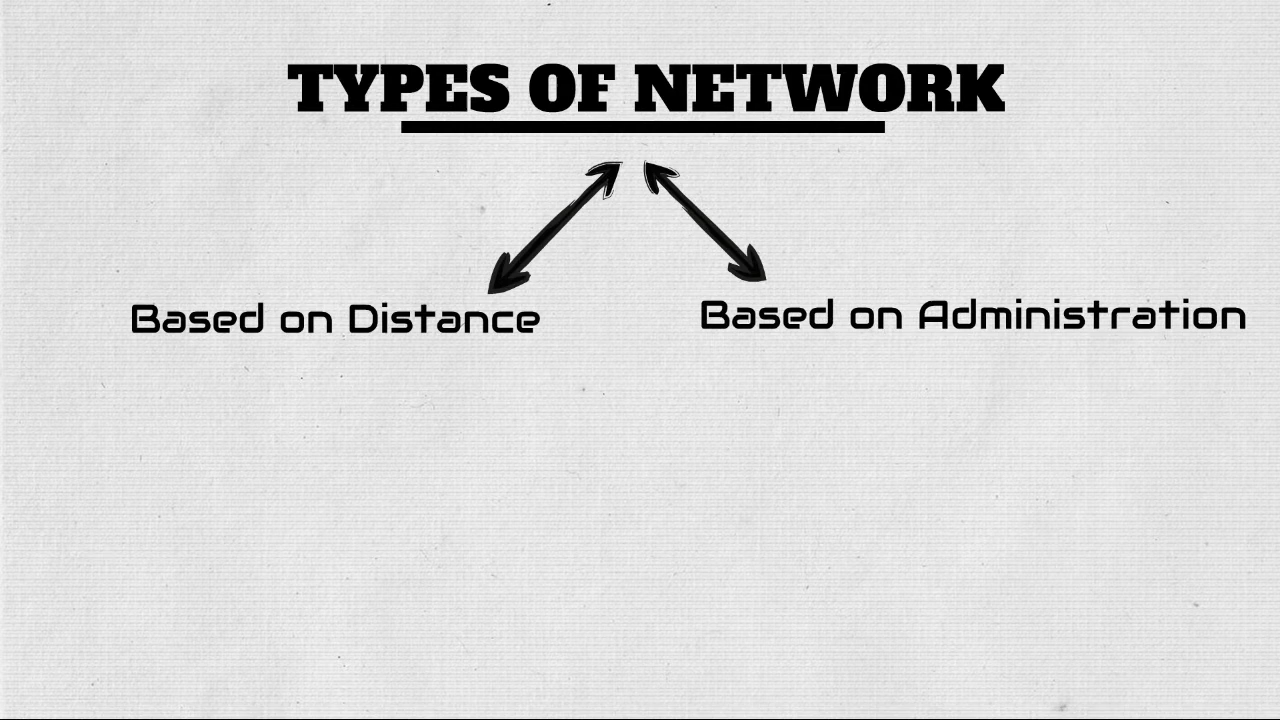 TYPES OF NETWORK
Based on Distance
Based on Administration